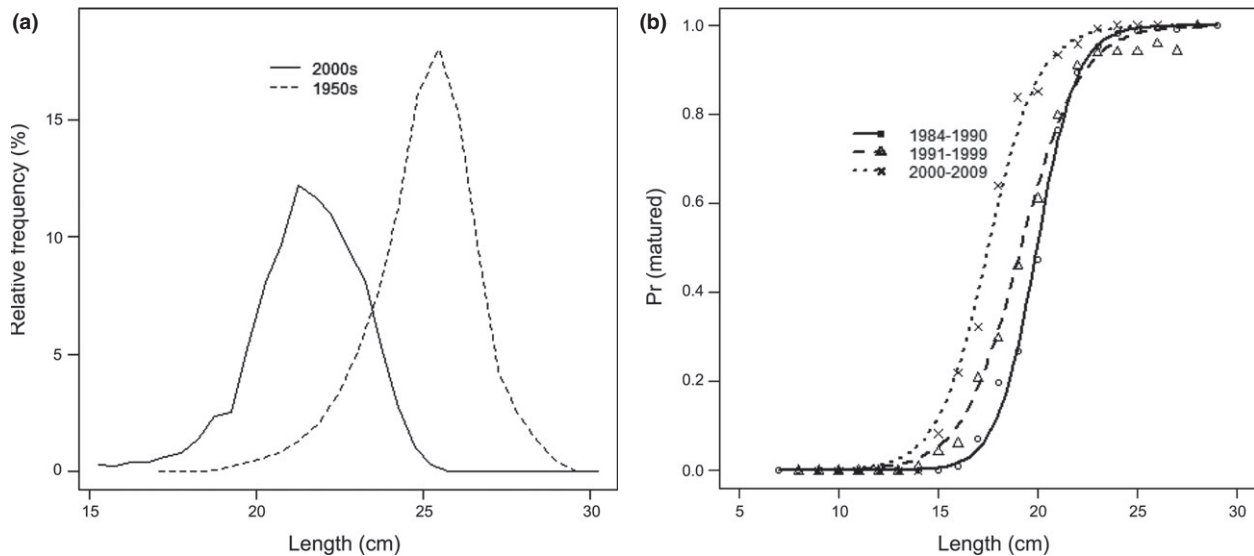 (a)
Relative frequency (%)
15
10
5
0
2000s
1950s
15
20
25
30
Length (cm)
(b)
Pr (matured)
1.0
0.8
0.6
0.4
0.2
0.0
1984-1990
1991-1999
2000-2009
5
10
15
20
25
30
Length (cm)